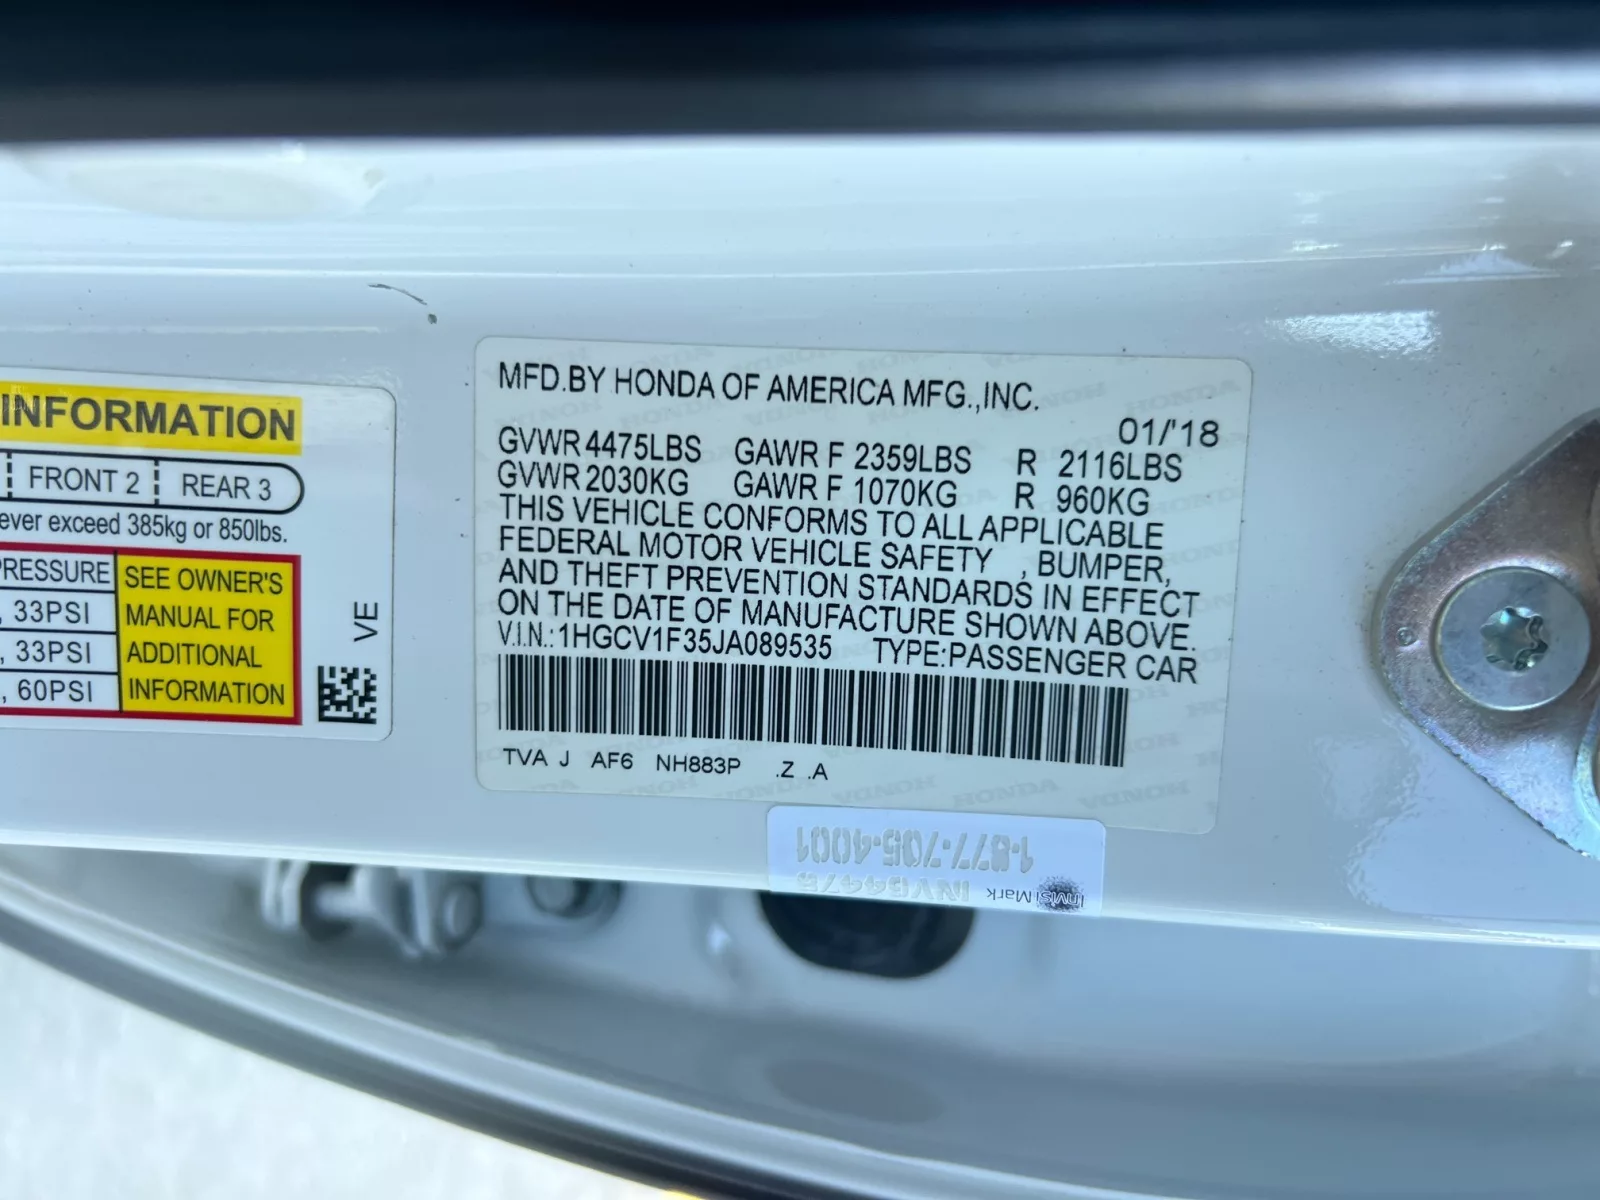 INFORMATION
FRONT 2 REAR 3
ever exceed 385kg or 850lbs.
PRESSURE
, 33PSI
, 33PSI
, 60PSI
SEE OWNER'S
MANUAL FOR
ADDITIONAL
INFORMATION
VE
MFD.BY HONDA OF AMERICA MFG.,INC.
01/'18
GVWR 4475LBS GAWR F 2359LBS R 2116LBS
GVWR 2030KG GAWR F 1070KG R 960KG
THIS VEHICLE CONFORMS TO ALL APPLICABLE
FEDERAL MOTOR VEHICLE SAFETY , BUMPER,
AND THEFT PREVENTION STANDARDS IN EFFECT
ON THE DATE OF MANUFACTURE SHOWN ABOVE.
V.I.N.: 1HGCV1F35JA089535 TYPE:PASSENGER CAR
TVA J AF6 NH883P .Z .A
InvisiMark
1-877-705-4001